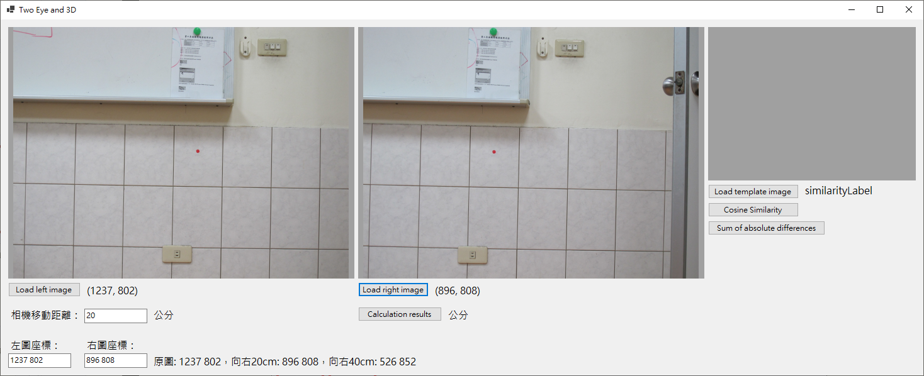 Two Eye and 3D
Load template image
similarityLabel
Cosine Similarity
Sum of absolute differences
Load left image
(1237, 802)
Load right image
(896, 808)
相機移動距離：
20
公分
Calculation results
公分
左圖座標：
右圖座標：
1237 802
896 808
原圖: 1237 802，向右20cm: 896 808，向右40cm: 526 852